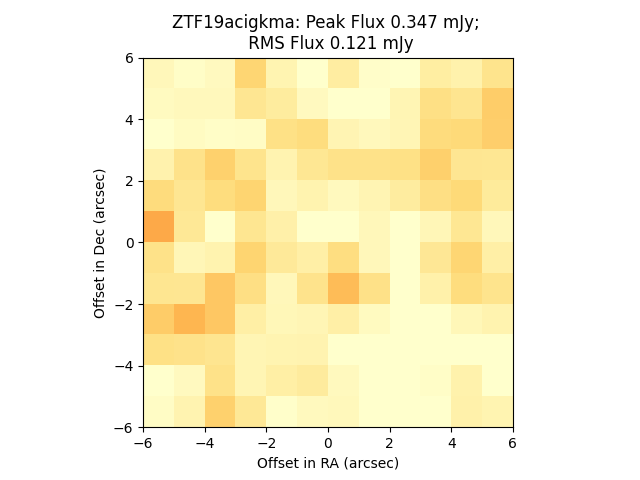 ZTF19acigkma: Peak Flux 0.347 mJy;
RMS Flux 0.121 mJy
6
4
2
0
−2
−4
−6
Offset in Dec (arcsec)
−6 −4 −2 0 2 4 6
Offset in RA (arcsec)